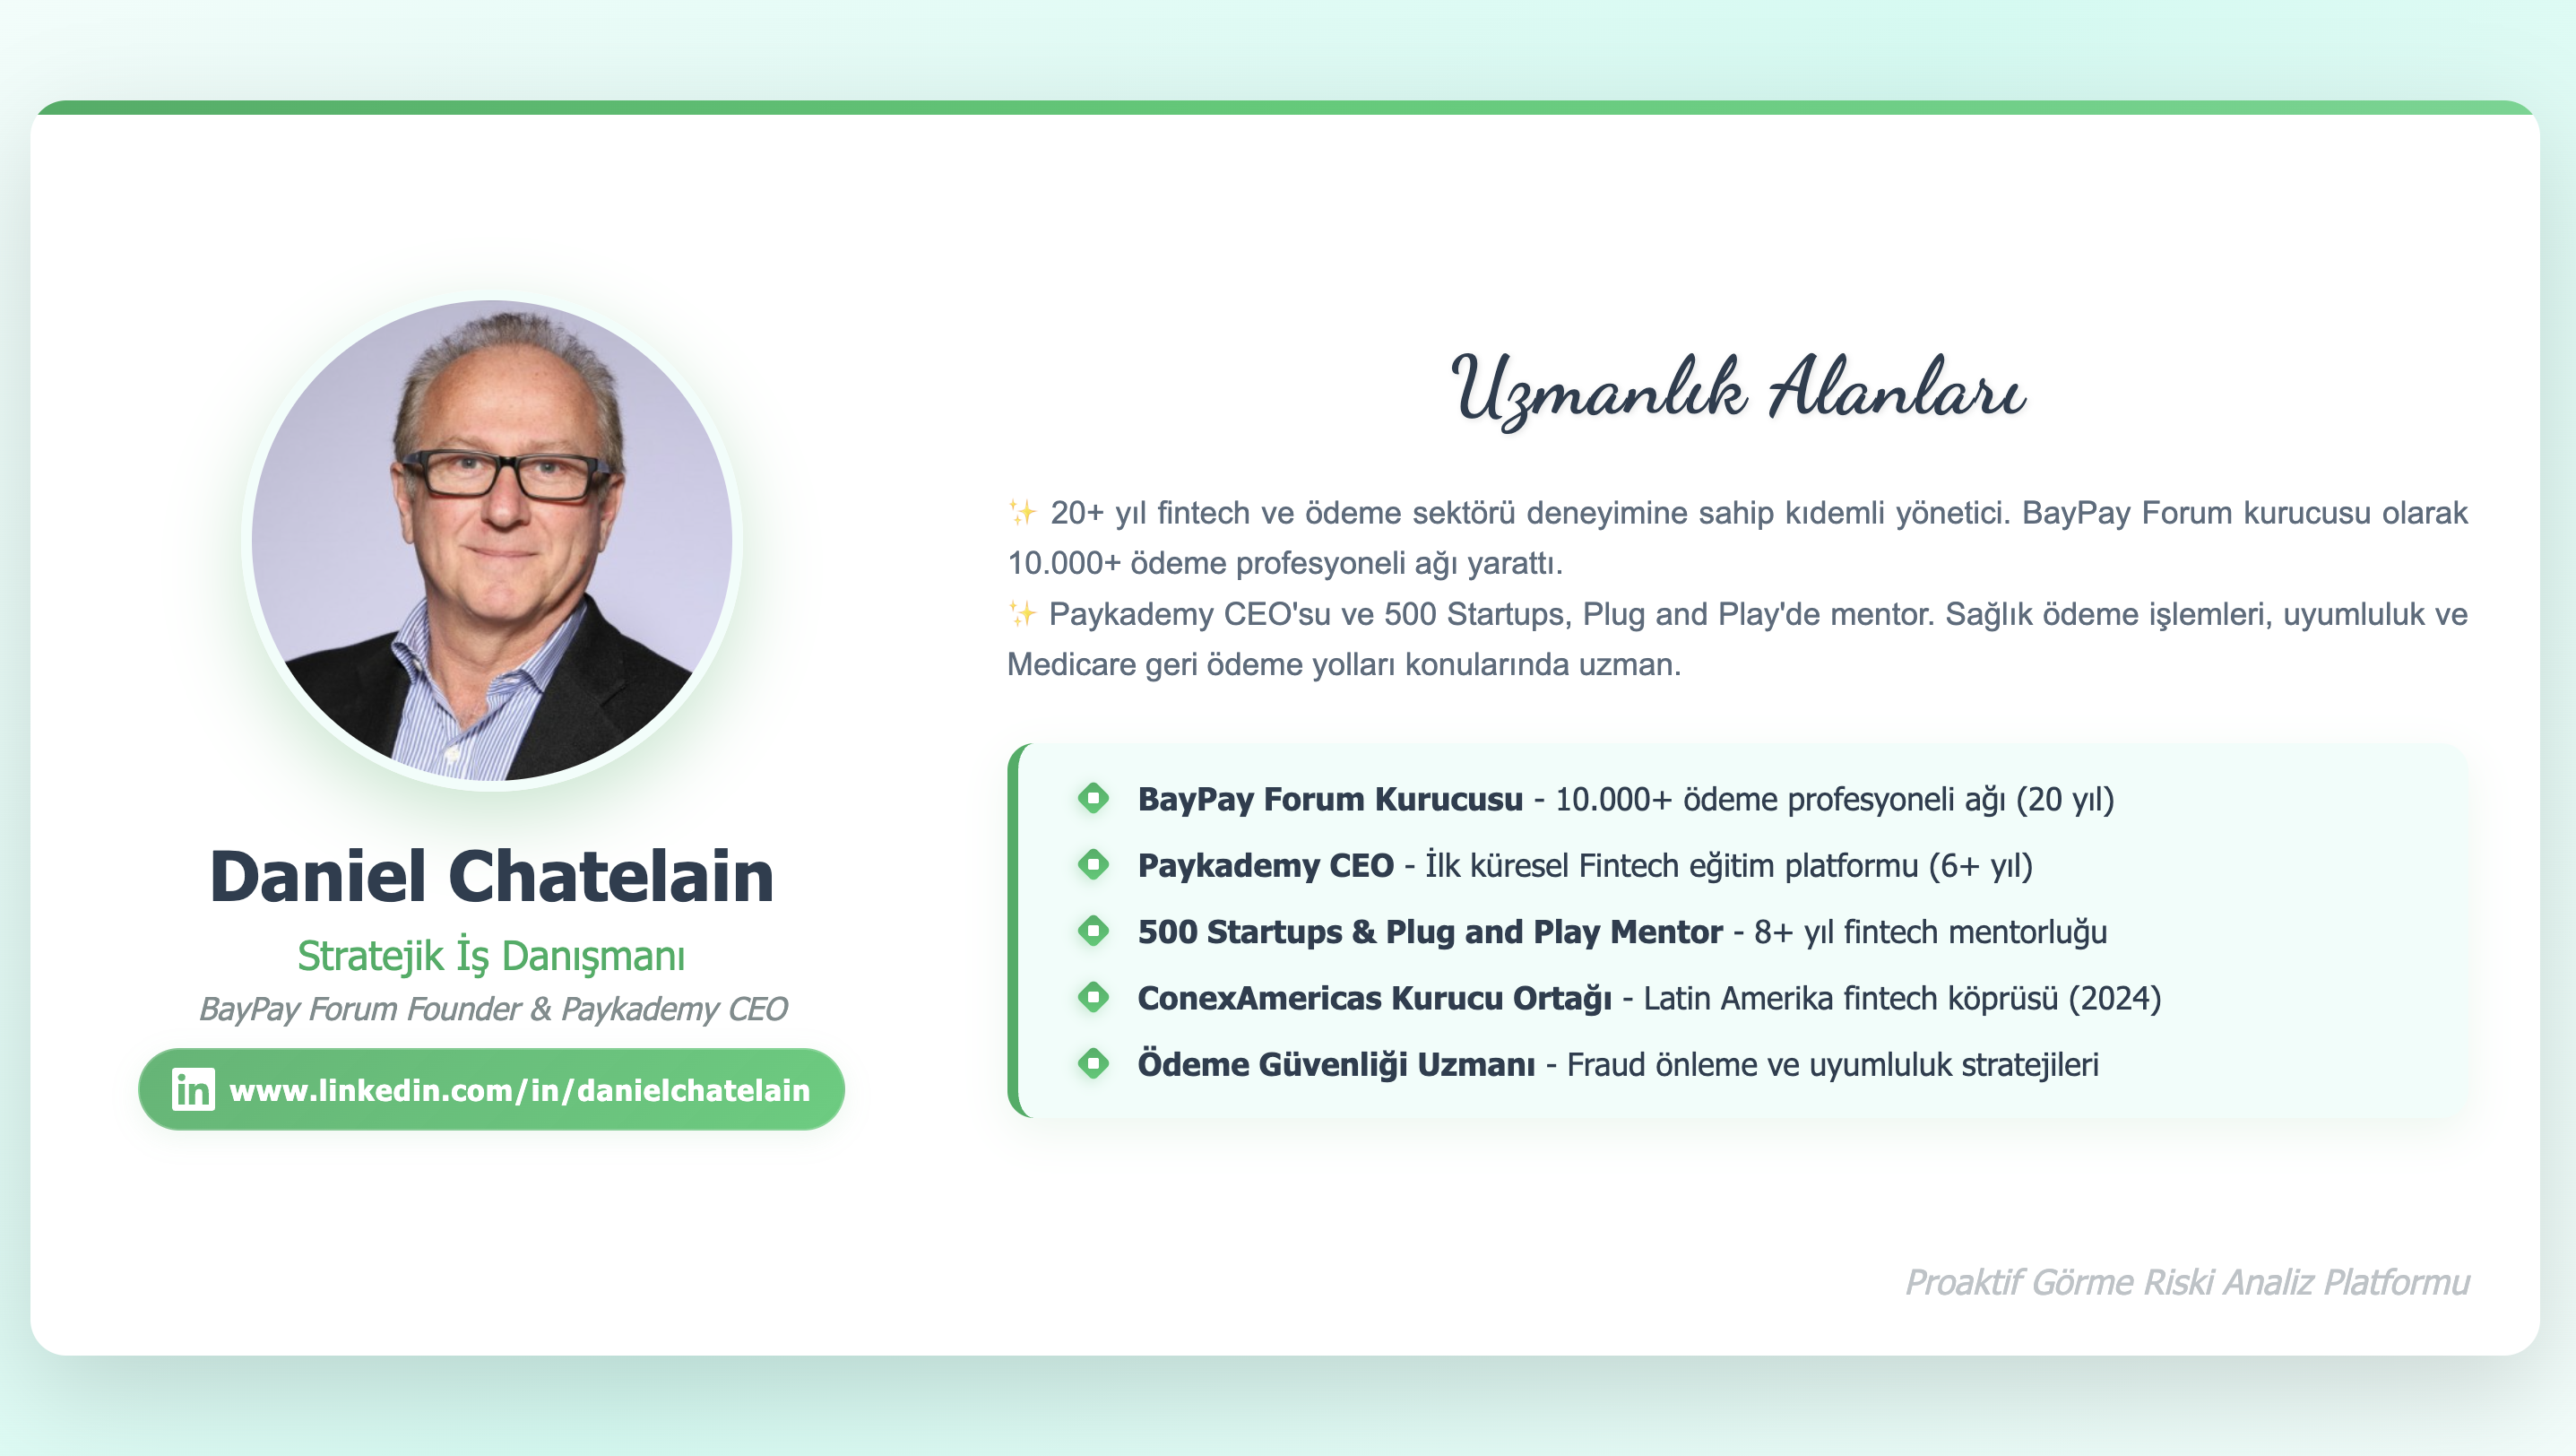 Daniel Chatelain
Stratejik İş Danışmanı
BayPay Forum Founder & Paykademy CEO
in www.linkedin.com/in/danielchatelain
Uzmanlık Alanları
✨ 20+ yıl fintech ve ödeme sektörü deneyimine sahip kıdemli yönetici. BayPay Forum kurucusu olarak
10.000+ ödeme profesyoneli ağı yarattı.
✨ Paykademy CEO'su ve 500 Startups, Plug and Play'de mentor. Sağlık ödeme işlemleri, uyumluluk ve
Medicare geri ödeme yolları konularında uzman.
BayPay Forum Kurucusu - 10.000+ ödeme profesyoneli ağı (20 yıl)
Paykademy CEO - İlk küresel Fintech eğitim platformu (6+ yıl)
500 Startups & Plug and Play Mentor - 8+ yıl fintech mentorluğu
ConexAmericas Kurucu Ortağı - Latin Amerika fintech köprüsü (2024)
Ödeme Güvenliği Uzmanı - Fraud önleme ve uyumluluk stratejileri
Proaktif Görme Riski Analiz Platformu